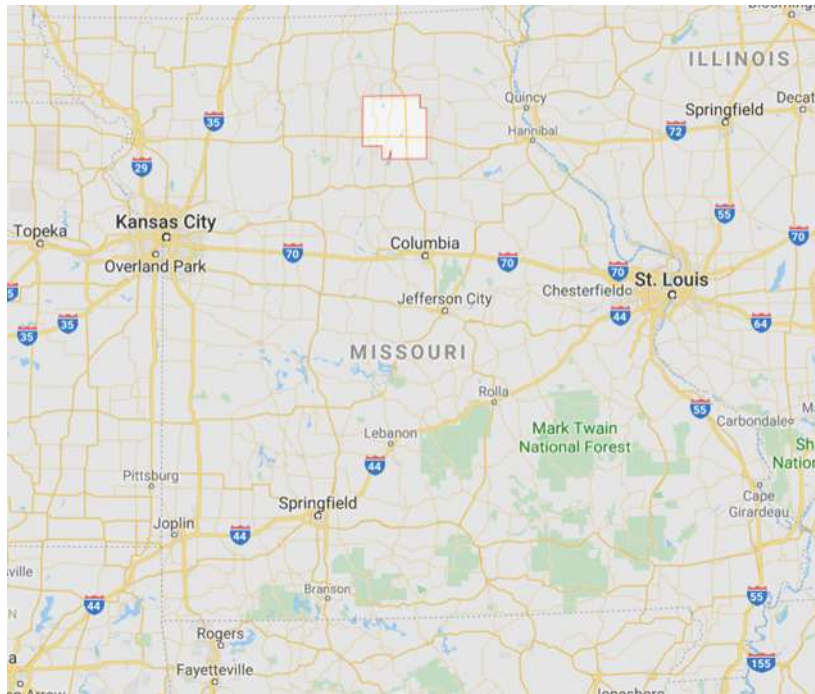 ILLINOIS
Quincy
Springfield
Hannibal
72
35
29
55
Topeka
Kansas City
Columbia
70
Overland Park
70
70
70
70
Chesterfield
St. Louis
Jefferson City
44
64
35
35
MISSOURI
Rolla
55
Mark Twain
National Forest
Carbondale
Lebanon
44
Pittsburg
Springfield
Cape
Girardeau
Joplin
44
Branson
44
55
Rogers
Fayetteville
155